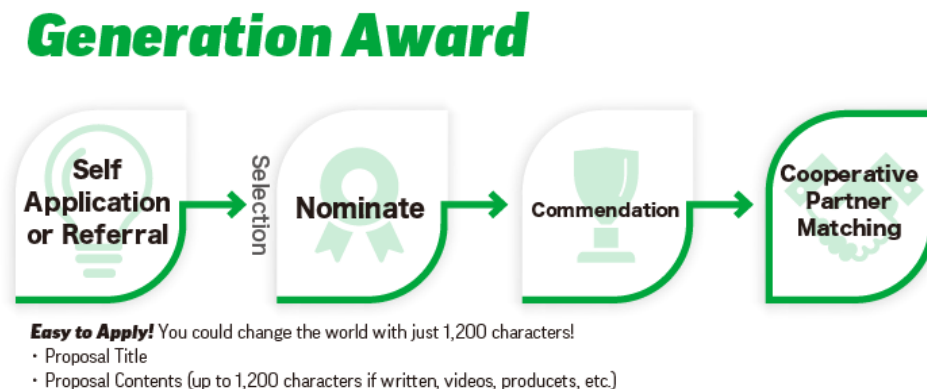 Generation Award
Self
Application
or Referral
Selection
Nominate
Commendation
Cooperative
Partner
Matching
Easy to Apply! You could change the world with just 1,200 characters!
・Proposal Title
・Proposal Contents (up to 1,200 characters if written, videos, producets, etc.)